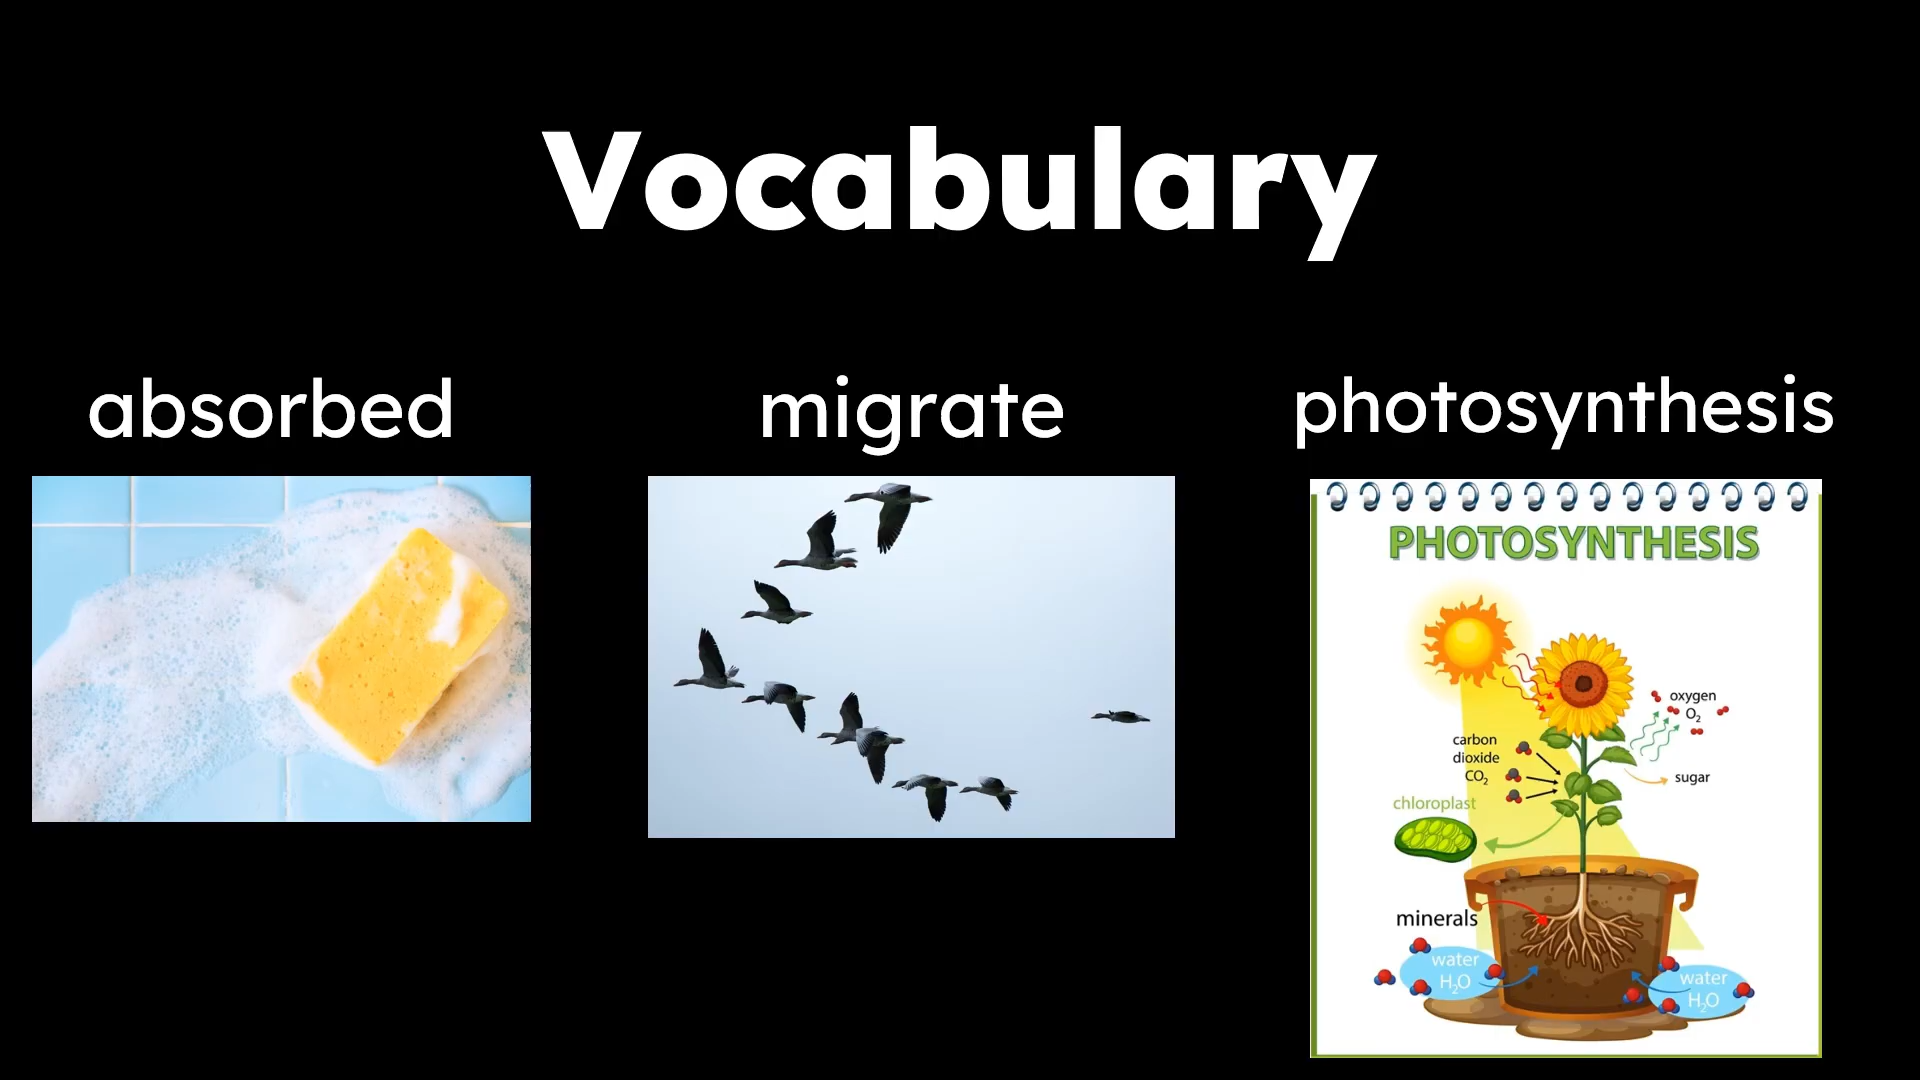 Vocabulary
absorbed
migrate
photosynthesis
PHOTOSYNTHESIS
oxygen
O₂
carbon
dioxide
CO₂
sugar
chloroplast
minerals
water
H₂O
water
H₂O